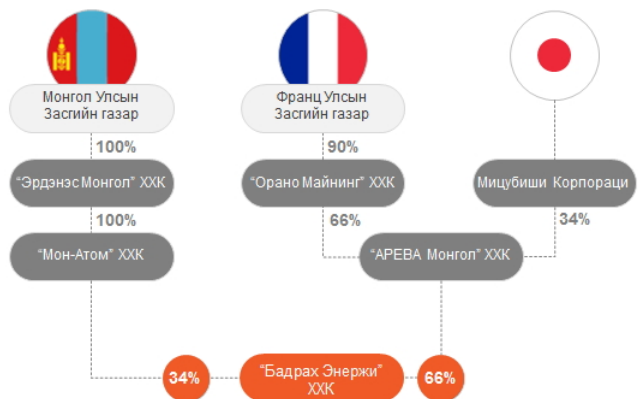 Монгол Улсын
Засгийн газар
Франц Улсын
Засгийн газар
100%
90%
“Эрдэнэс Монгол” ХХК
“Орано Майнинг” ХХК
Мицубиши Корпораци
100%
66%
34%
“Мон-Атом” ХХК
“АРЕВА Монгол” ХХК
34%
“Бадрах Энержи”
ХХК
66%